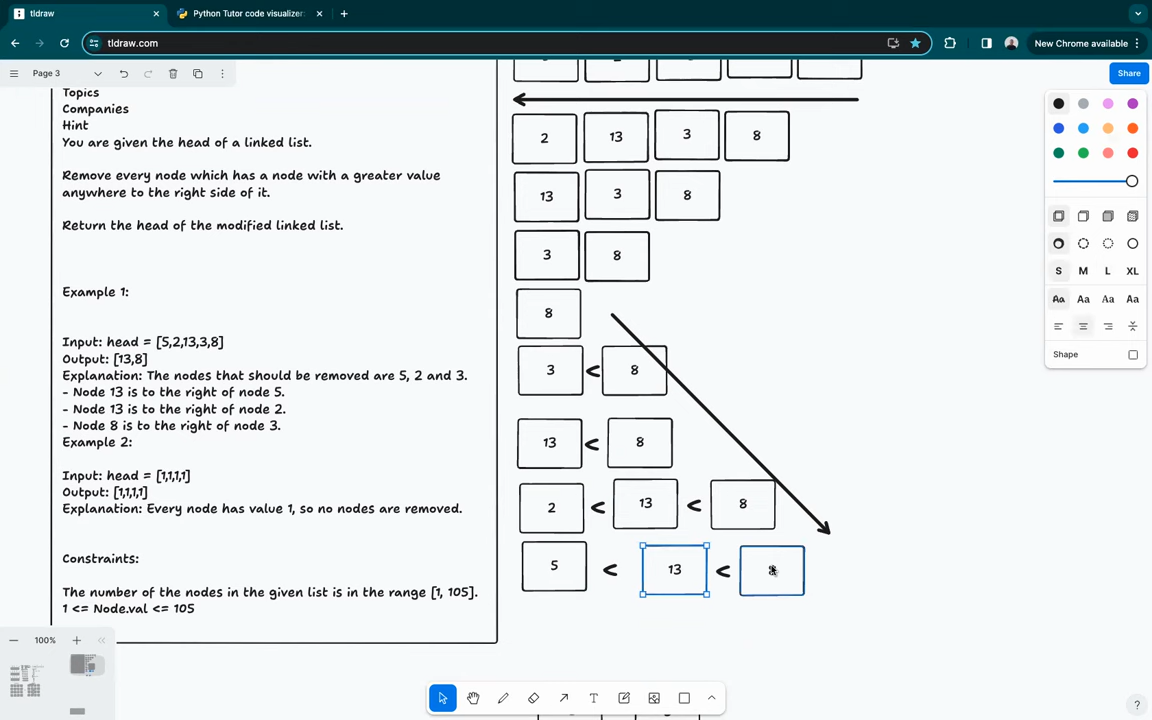 tldraw
Python Tutor code visualizer
tldraw.com
New Chrome available
Page 3
Share
Topics
Companies
Hint
You are given the head of a linked list.
Remove every node which has a node with a greater value
anywhere to the right side of it.
Return the head of the modified linked list.
Example 1:
Input: head = [5,2,13,3,8]
Output: [13,8]
Explanation: The nodes that should be removed are 5, 2 and 3.
- Node 13 is to the right of node 5.
- Node 13 is to the right of node 2.
- Node 8 is to the right of node 3.
Example 2:
Input: head = [1,1,1,1]
Output: [1,1,1,1]
Explanation: Every node has value 1, so no nodes are removed.
Constraints:
The number of the nodes in the given list is in the range [1, 105].
1 <= Node.val <= 105
2 13 3 8
13 3 8
3 8
8
3 < 8
13 < 8
2 < 13 < 8
5 < 13 <
S M L XL
Aa Aa Aa Aa
Shape
100%
T
?